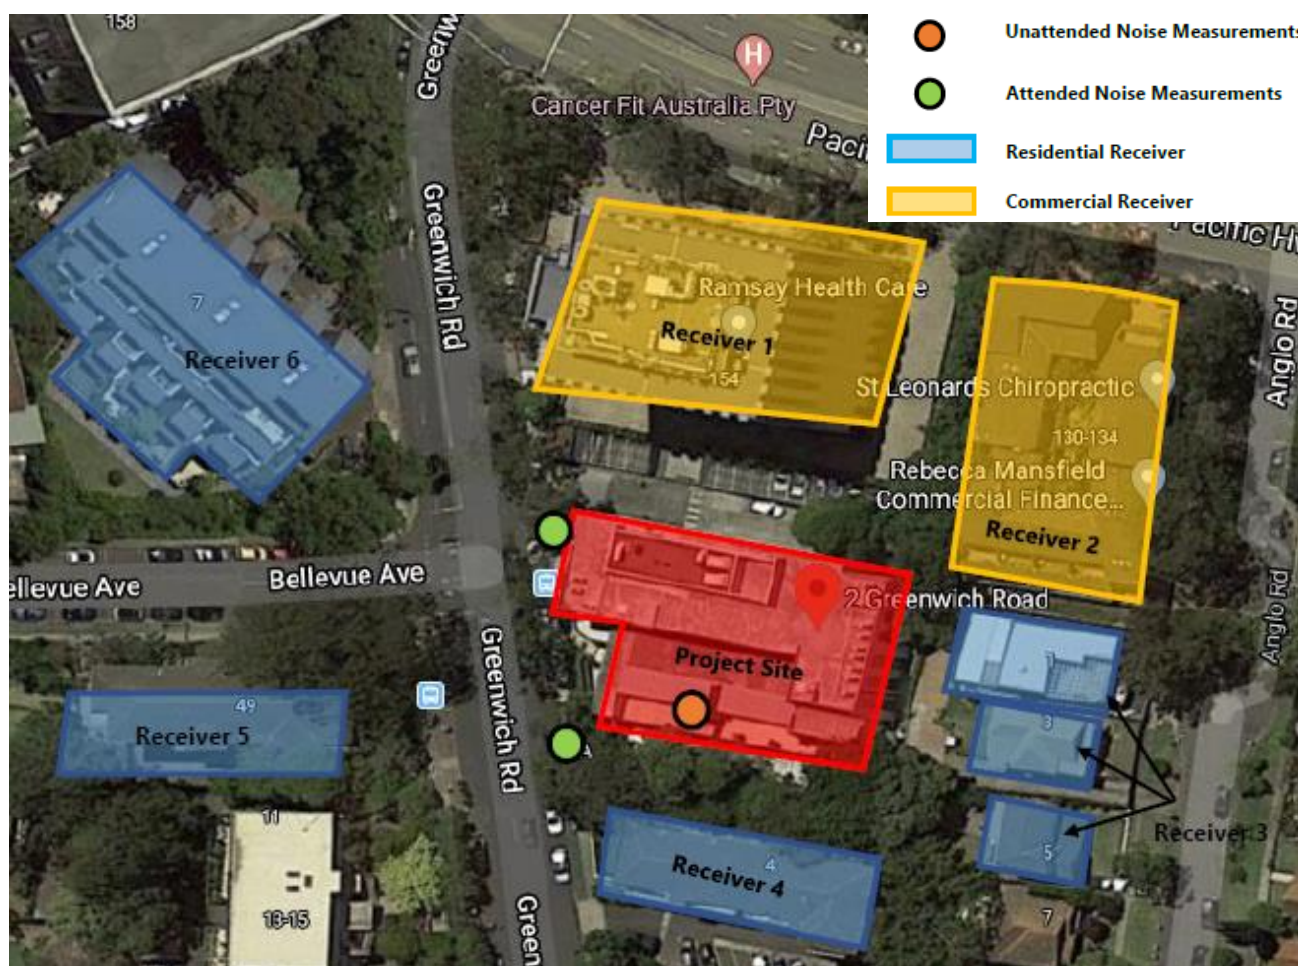 158
Greenw
H
Cancer Fit Australia Pty
Pacif
Unattended Noise Measurements
Attended Noise Measurements
Residential Receiver
Commercial Receiver
Pacific Hw
Greenwich Rd
Ramsay Health Care
7
Receiver 6
Receiver 1
154
St Leonards Chiropractic
Anglo Rd
130-134
Rebecca Mansfield
Commercial Finance...
Receiver 2
Bellevue Ave
ellevue Ave
2 Greenwich Road
Anglo Rd
Greenwich Rd
Project Site
49
Receiver 5
3
11
Receiver 3
5
4
Receiver 4
13-15
Green
7